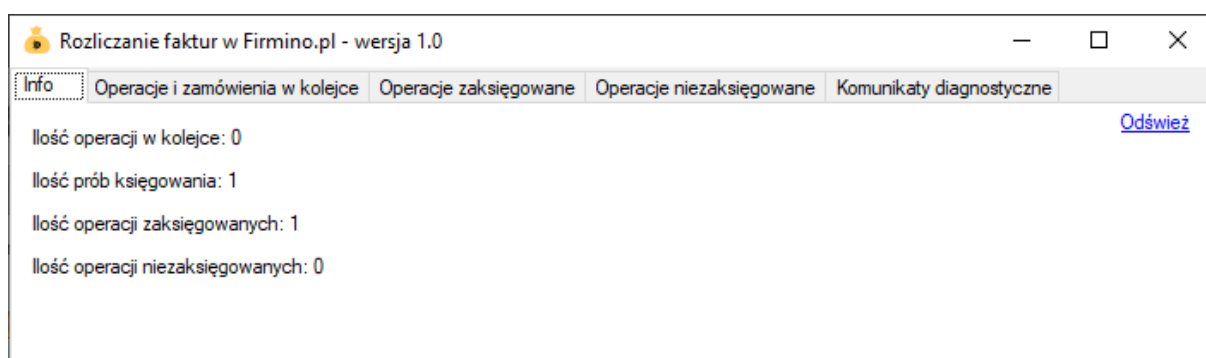 Rozliczanie faktur w Firmino.pl - wersja 1.0
Info Operacje i zamówienia w kolejce Operacje zaksięgowane Operacje niezaksięgowane Komunikaty diagnostyczne
Odśwież
Ilość operacji w kolejce: 0
Ilość prób księgowania: 1
Ilość operacji zaksięgowanych: 1
Ilość operacji niezaksięgowanych: 0